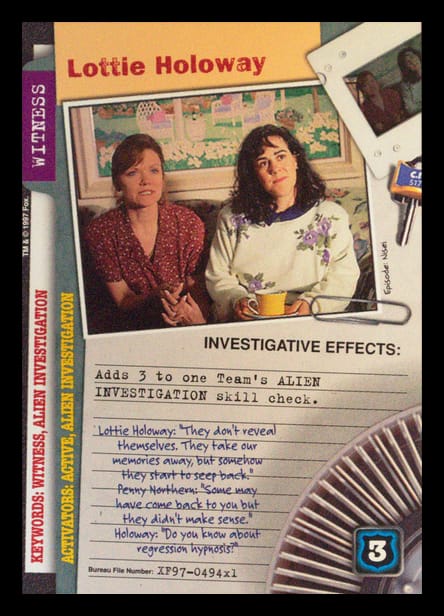 Lottie Holoway
WITNESS
TM & © 1997 Fox.
KEYWORDS: WITNESS, ALIEN INVESTIGATION
ACTIVATORS: ACTIVE, ALIEN INVESTIGATION
Episode: Nisei
INVESTIGATIVE EFFECTS:
Adds 3 to one Team's ALIEN
INVESTIGATION skill check.
Lottie Holoway: "They don't reveal
themselves. They take our
memories away, but somehow
they start to seep back."
Penny Northern: "Some may
have come back to you but
they didn't make sense."
Holoway: "Do you know about
regression hypnosis?"
Bureau File Number: XF97-0494x1
3